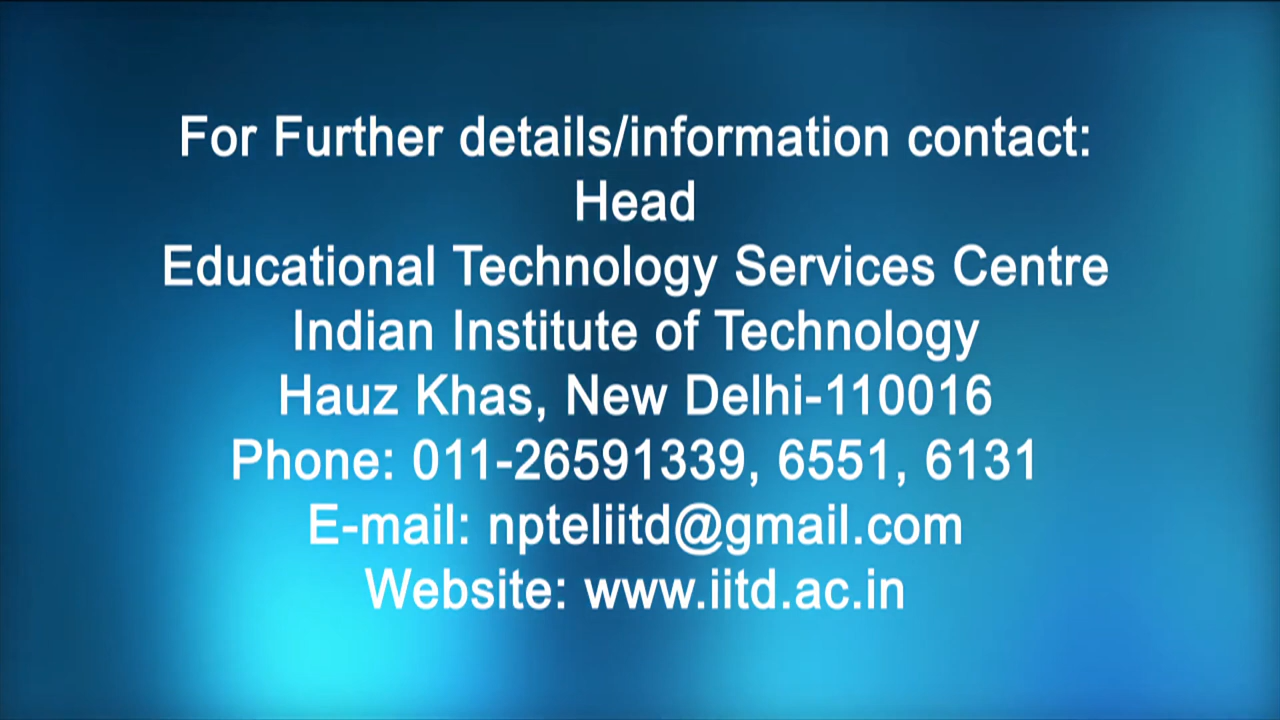 For Further details/information contact:
Head
Educational Technology Services Centre
Indian Institute of Technology
Hauz Khas, New Delhi-110016
Phone: 011-26591339, 6551, 6131
E-mail: npteliitd@gmail.com
Website: www.iitd.ac.in